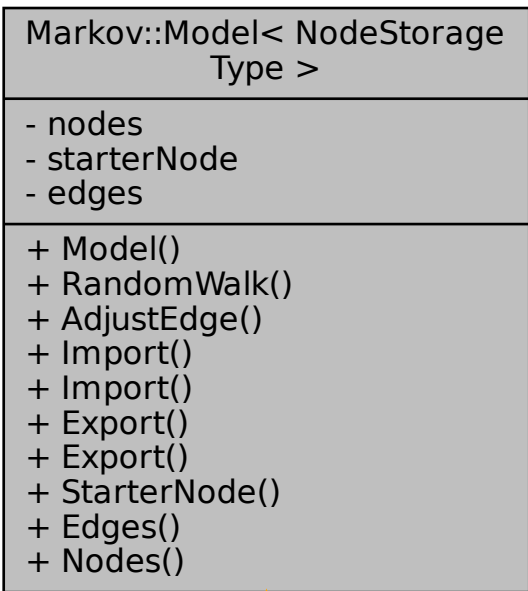 Markov::Model< NodeStorage
Type >
- nodes
- starterNode
- edges
+ Model()
+ RandomWalk()
+ AdjustEdge()
+ Import()
+ Import()
+ Export()
+ Export()
+ StarterNode()
+ Edges()
+ Nodes()